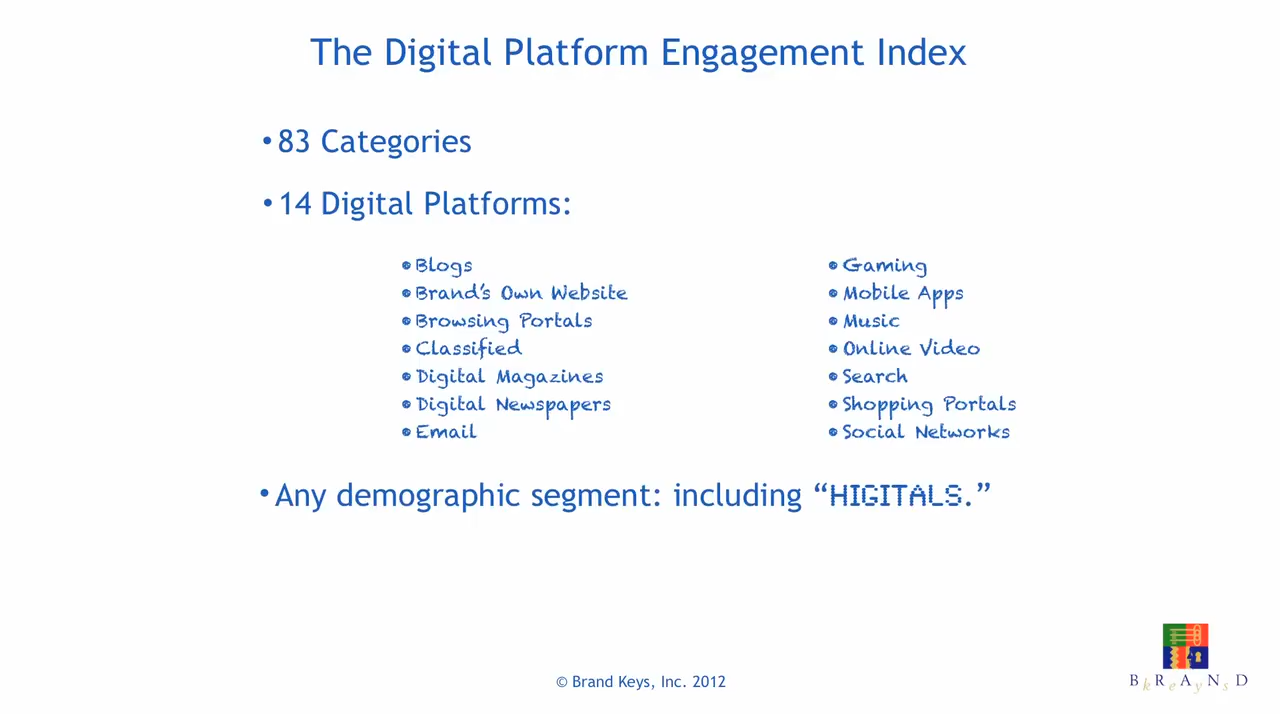 The Digital Platform Engagement Index
•83 Categories
•14 Digital Platforms:
•Blogs
•Brand's Own Website
•Browsing Portals
•Classified
•Digital Magazines
•Digital Newspapers
•Email
•Gaming
•Mobile Apps
•Music
•Online Video
•Search
•Shopping Portals
•Social Networks
•Any demographic segment: including “HIGITALS.”
© Brand Keys, Inc. 2012
BRAND
keys